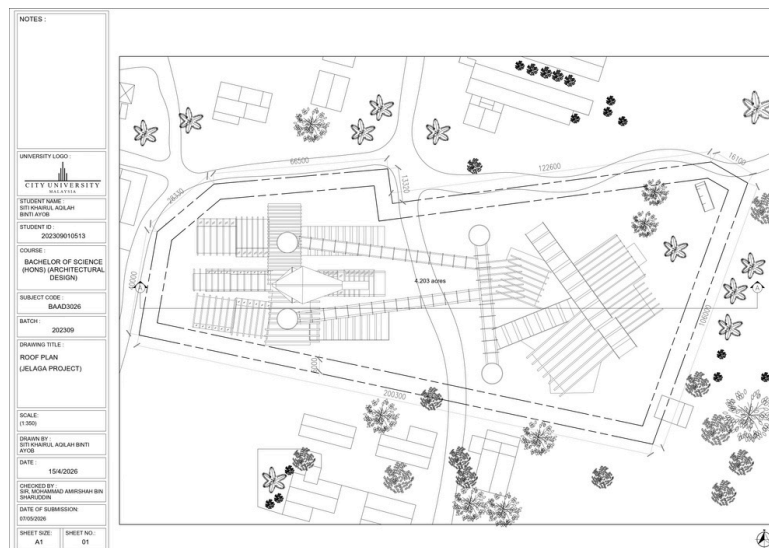 NOTES :
UNIVERSITY LOGO :
CITY UNIVERSITY
MALAYSIA
STUDENT NAME :
SITI KHAIRUL AQILAH
BINTI AYOB
STUDENT ID :
202309010513
COURSE :
BACHELOR OF SCIENCE
(HONS) (ARCHITECTURAL
DESIGN)
SUBJECT CODE :
BAAD3026
BATCH :
202309
DRAWING TITLE :
ROOF PLAN
(JELAGA PROJECT)
SCALE:
(1:350)
DRAWN BY :
SITI KHAIRUL AQILAH BINTI
AYOB
DATE :
15/4/2026
CHECKED BY :
SIR, MOHAMMAD AMIRSHAH BIN
SHARUDDIN
DATE OF SUBMISSION:
07/05/2026
SHEET SIZE:
A1
SHEET NO.:
01
66500
13310
122600
16100
4.203 acres
200300